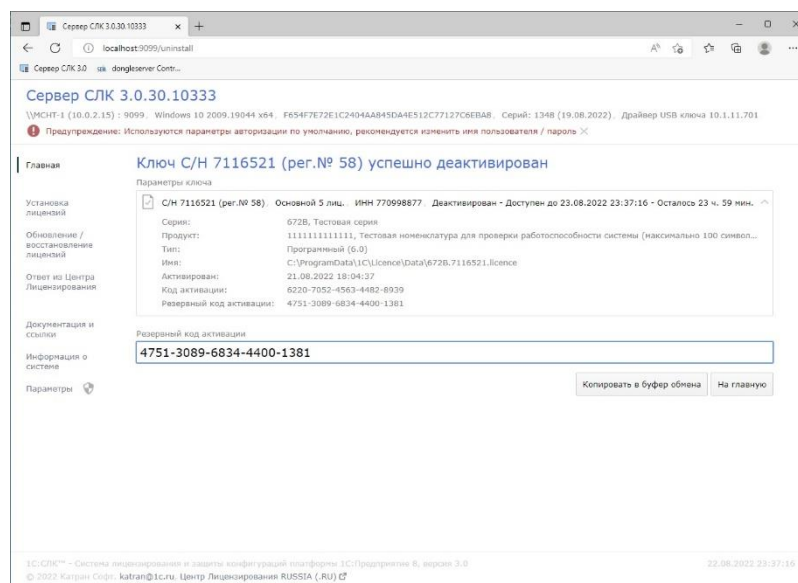 Сервер СЛК 3.0.30.10333
localhost:9099/uninstall
Сервер СЛК 3.0
dongleserver Contr...
Сервер СЛК 3.0.30.10333
\\MCHT-1 (10.0.2.15) : 9099, Windows 10 2009.19044 x64, F654F7E72E1C2404AA845DA4E512C77127C6EBA8, Серий: 1348 (19.08.2022), Драйвер USB ключа 10.1.11.701
Предупреждение: Используются параметры авторизации по умолчанию, рекомендуется изменить имя пользователя / пароль
Главная
Установка
лицензий
Обновление /
восстановление
лицензий
Ответ из Центра
Лицензирования
Документация и
ссылки
Информация о
системе
Параметры
Ключ С/Н 7116521 (рег.№ 58) успешно деактивирован
Параметры ключа
С/Н 7116521 (рег.№ 58), Основной 5 лиц., ИНН 770998877, Деактивирован - Доступен до 23.08.2022 23:37:16 - Осталось 23 ч. 59 мин.
Серия: 672B, Тестовая серия
Продукт: 1111111111111, Тестовая номенклатура для проверки работоспособности системы (максимально 100 символ...
Тип: Программный (6.0)
Имя: C:\ProgramData\1C\Licence\Data\672B.7116521.licence
Активирован: 21.08.2022 18:04:37
Код активации: 6220-7052-4563-4482-8939
Резервный код активации: 4751-3089-6834-4400-1381
Резервный код активации
4751-3089-6834-4400-1381
Копировать в буфер обмена
На главную
1С:СЛК™ - Система лицензирования и защиты конфигураций платформы 1С:Предприятие 8, версия 3.0
22.08.2022 23:37:16
© 2022 Катран Софт, katran@1c.ru, Центр Лицензирования RUSSIA (.RU)